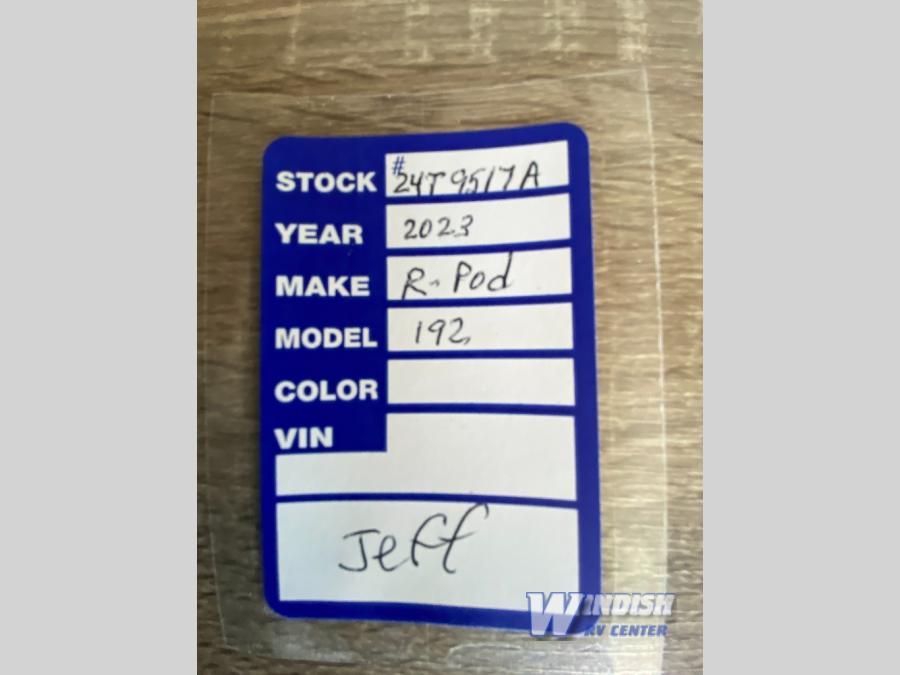 STOCK #24T9517A
YEAR 2023
MAKE R-Pod
MODEL 192
COLOR
VIN
Jeff
WINDISH
RV CENTER